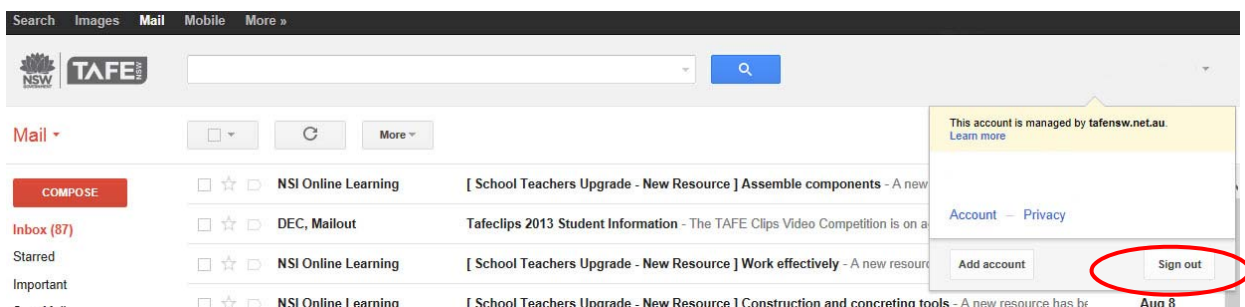 Search Images Mail Mobile More »
NSW GOVERNMENT TAFE NSW
Mail
More
This account is managed by tafensw.net.au.
Learn more
COMPOSE
NSI Online Learning [ School Teachers Upgrade - New Resource ] Assemble components - A new
Inbox (87)
DEC, Mailout Tafeclips 2013 Student Information - The TAFE Clips Video Competition is on a
Account – Privacy
Starred
NSI Online Learning [ School Teachers Upgrade - New Resource ] Work effectively - A new resourc
Add account Sign out
Important
NSI Online Learning [ School Teachers Upgrade - New Resource ] Construction and concreting tools - A new resource has be Aug 8